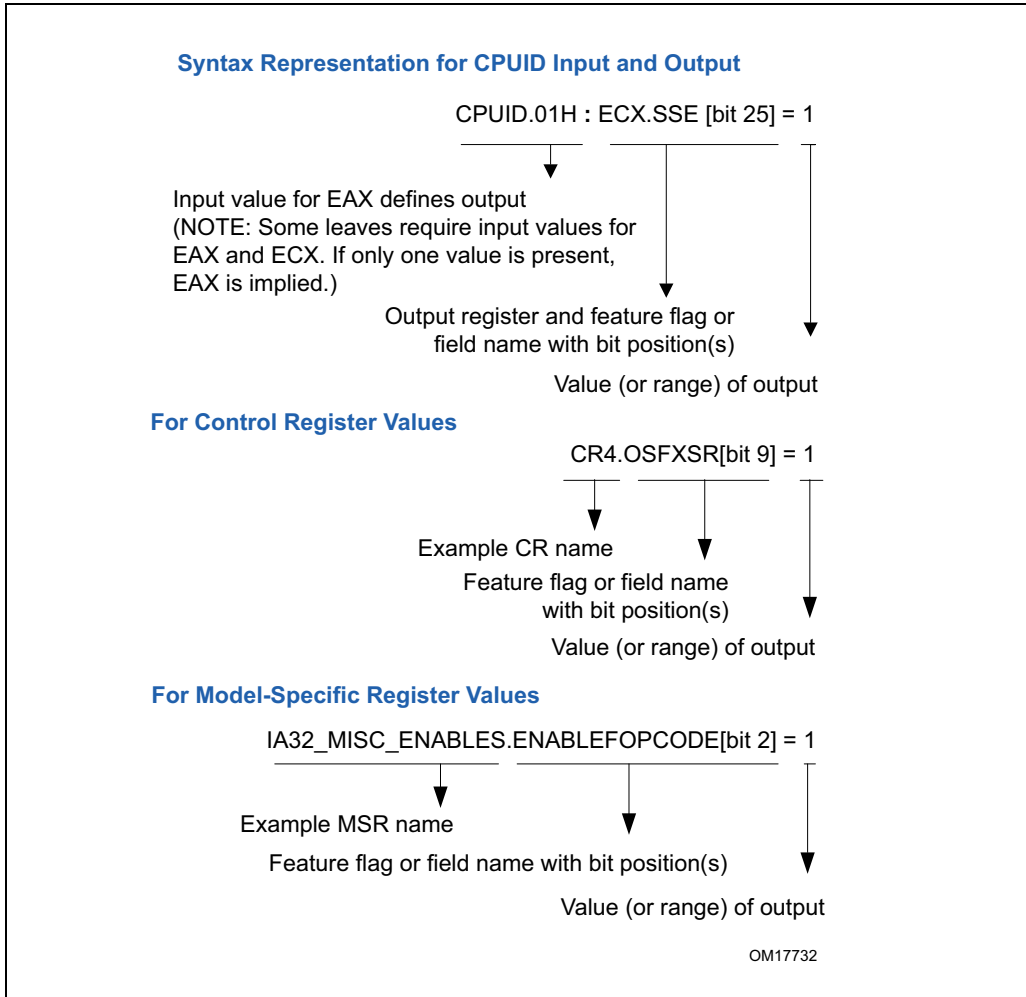 Syntax Representation for CPUID Input and Output
CPUID.01H : ECX.SSE [bit 25] = 1
Input value for EAX defines output
(NOTE: Some leaves require input values for
EAX and ECX. If only one value is present,
EAX is implied.)
Output register and feature flag or
field name with bit position(s)
Value (or range) of output
For Control Register Values
CR4.OSFXSR[bit 9] = 1
Example CR name
Feature flag or field name
with bit position(s)
Value (or range) of output
For Model-Specific Register Values
IA32_MISC_ENABLES.ENABLEFOPCODE[bit 2] = 1
Example MSR name
Feature flag or field name with bit position(s)
Value (or range) of output
OM17732